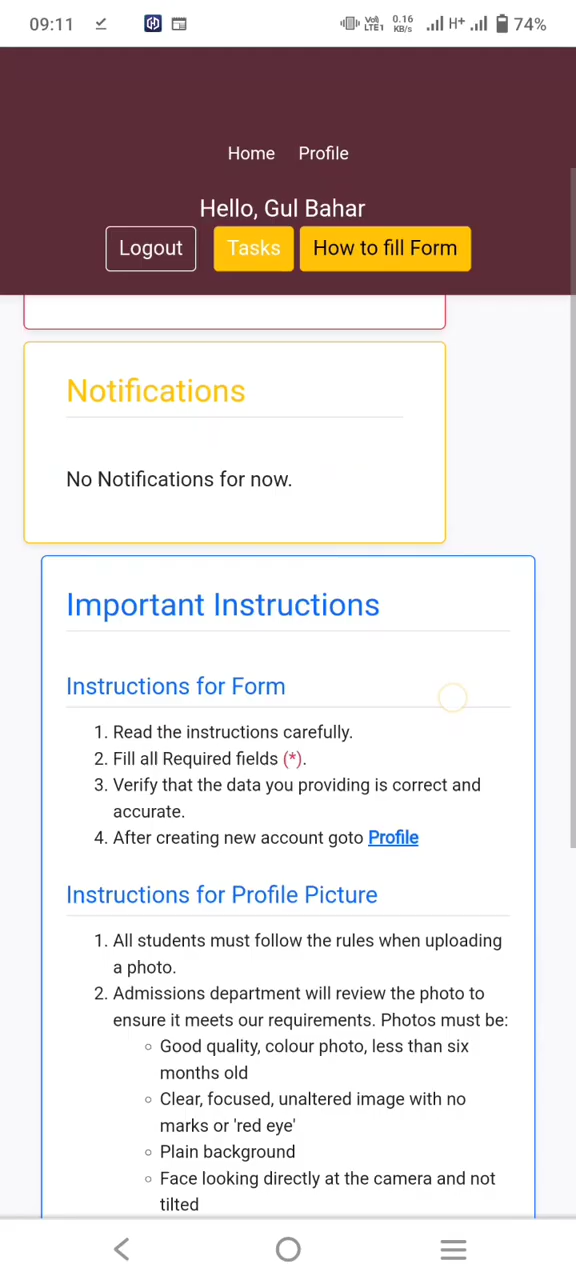 09:11
Vo) 0.16
LTE1 KB/s
H+
74%
Home Profile
Hello, Gul Bahar
Logout Tasks How to fill Form
Notifications
No Notifications for now.
Important Instructions
Instructions for Form
1. Read the instructions carefully.
2. Fill all Required fields (*).
3. Verify that the data you providing is correct and
accurate.
4. After creating new account goto Profile
Instructions for Profile Picture
1. All students must follow the rules when uploading
a photo.
2. Admissions department will review the photo to
ensure it meets our requirements. Photos must be:
Good quality, colour photo, less than six
months old
Clear, focused, unaltered image with no
marks or 'red eye'
Plain background
Face looking directly at the camera and not
tilted